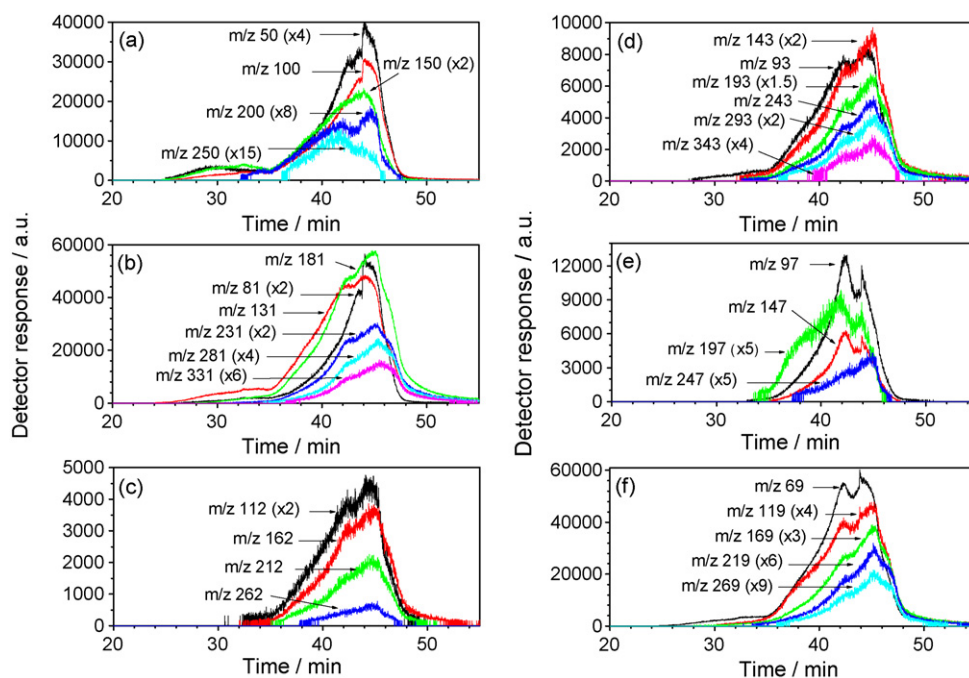 (a)
m/z 50 (x4)
m/z 100
m/z 150 (x2)
m/z 200 (x8)
m/z 250 (x15)
40000
30000
20000
10000
0
20 30 40 50
Time / min
(b)
m/z 181
m/z 81 (x2)
m/z 131
m/z 231 (x2)
m/z 281 (x4)
m/z 331 (x6)
60000
40000
20000
0
20 30 40 50
Time / min
(c)
m/z 112 (x2)
m/z 162
m/z 212
m/z 262
5000
4000
3000
2000
1000
0
20 30 40 50
Time / min
Detector response / a.u.
(d)
m/z 143 (x2)
m/z 93
m/z 193 (x1.5)
m/z 243
m/z 293 (x2)
m/z 343 (x4)
10000
8000
6000
4000
2000
0
20 30 40 50
Time / min
(e)
m/z 97
m/z 147
m/z 197 (x5)
m/z 247 (x5)
12000
9000
6000
3000
0
20 30 40 50
Time / min
(f)
m/z 69
m/z 119 (x4)
m/z 169 (x3)
m/z 219 (x6)
m/z 269 (x9)
60000
40000
20000
0
20 30 40 50
Time / min
Detector response / a.u.